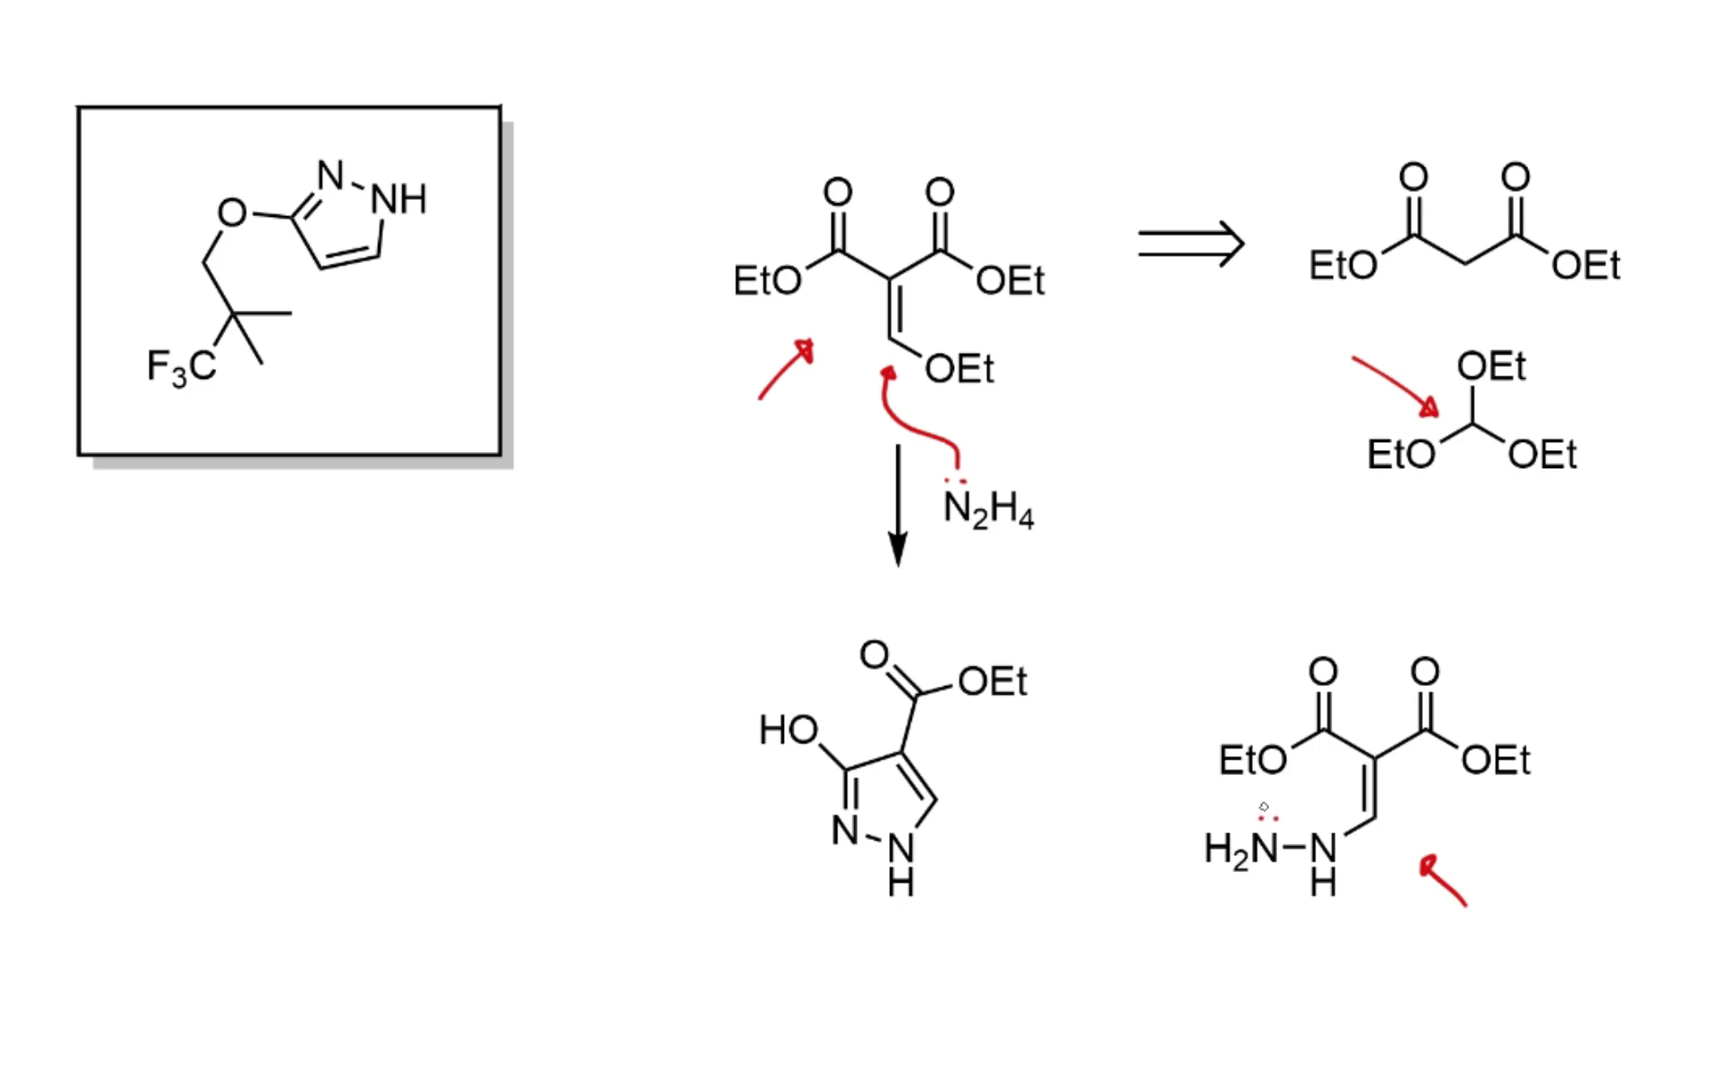 N
NH
O
F₃C
O O
EtO OEt
OEt
N₂H₄
O O
EtO OEt
OEt
EtO OEt
O
OEt
HO
N
N
H
O O
EtO OEt
H₂N N
H